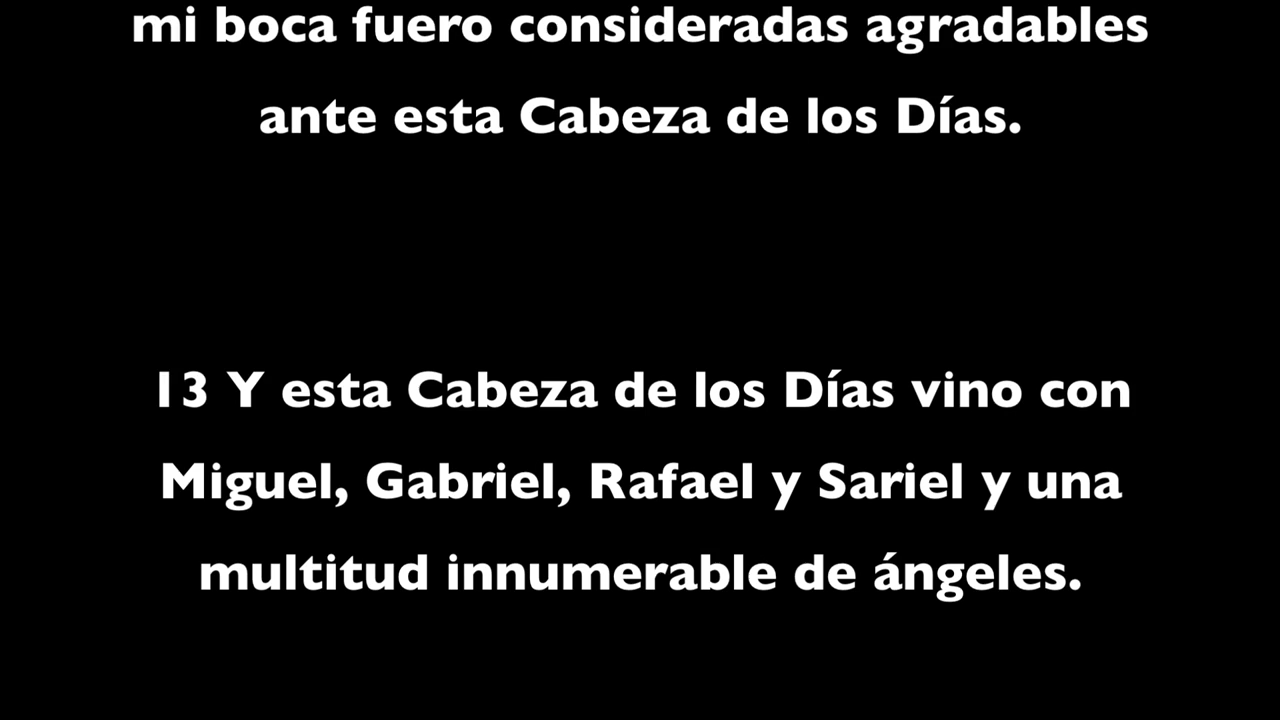 mi boca fuero consideradas agradables
ante esta Cabeza de los Días.
13 Y esta Cabeza de los Días vino con
Miguel, Gabriel, Rafael y Sariel y una
multitud innumerable de ángeles.